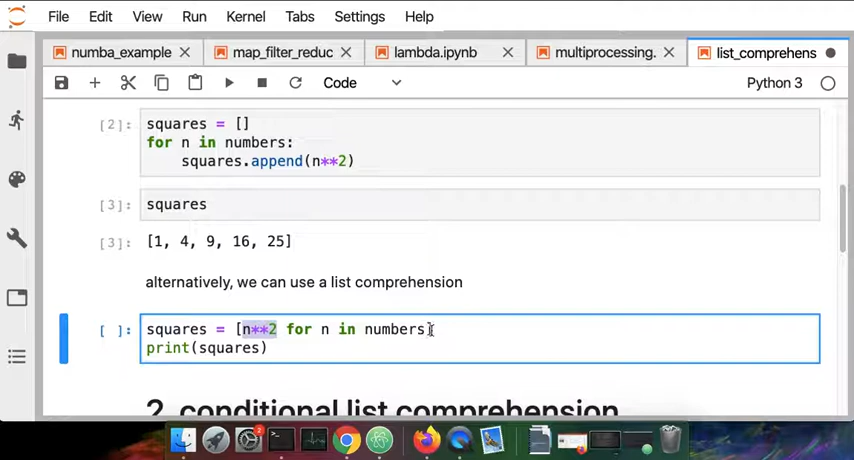 File Edit View Run Kernel Tabs Settings Help
numba_example map_filter_reduc lambda.ipynb multiprocessing. list_comprehens
Code Python 3
[2]: squares = []
for n in numbers:
squares.append(n**2)
[3]: squares
[3]: [1, 4, 9, 16, 25]
alternatively, we can use a list comprehension
[ ]: squares = [n**2 for n in numbers]
print(squares)
2. conditional list comprehension
2